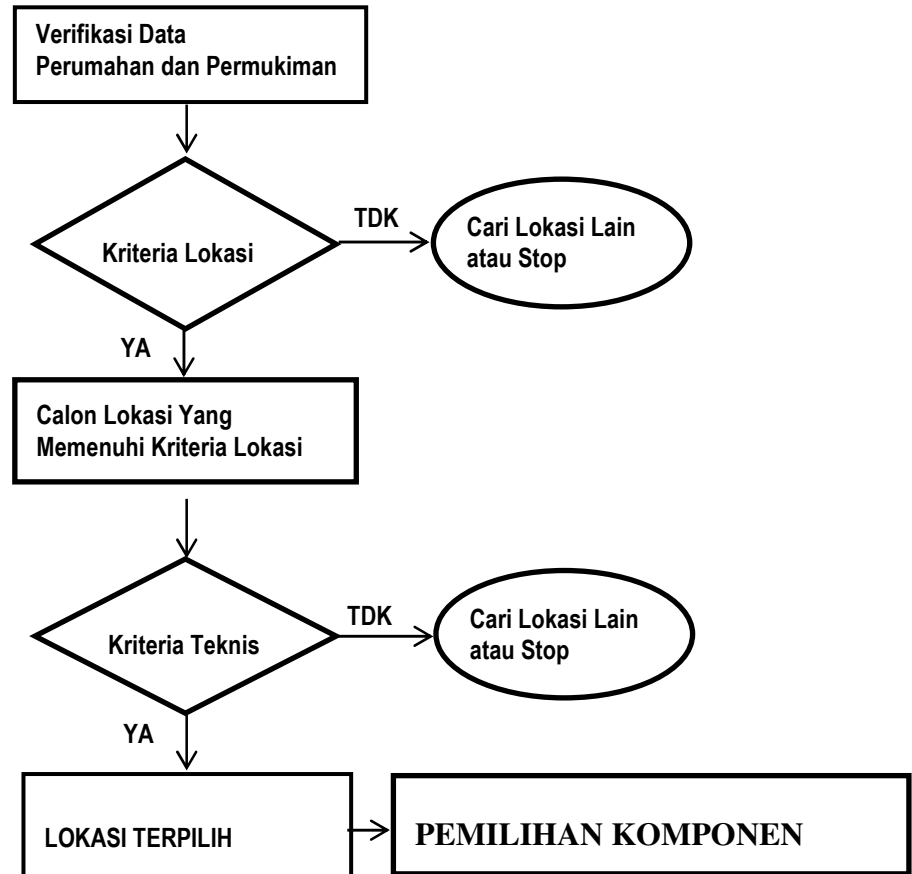 Verifikasi Data
Perumahan dan Permukiman
Kriteria Lokasi
TDK
Cari Lokasi Lain
atau Stop
YA
Calon Lokasi Yang
Memenuhi Kriteria Lokasi
Kriteria Teknis
TDK
Cari Lokasi Lain
atau Stop
YA
LOKASI TERPILIH
PEMILIHAN KOMPONEN